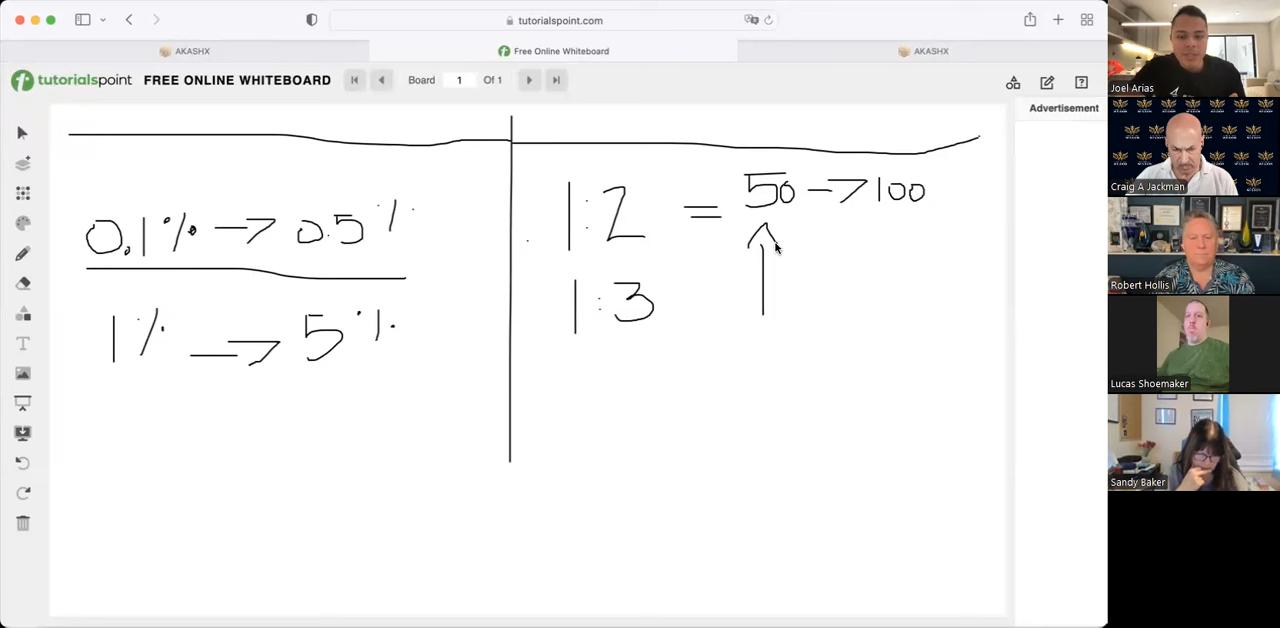 tutorialspoint.com
AKASHX
Free Online Whiteboard
AKASHX
tutorialspoint FREE ONLINE WHITEBOARD
Board 1 Of 1
Advertisement
0.1% -> 0.5%
1% -> 5%
1:2 = 50 -> 100
1:3
Joel Arias
Craig A Jackman
Robert Hollis
Lucas Shoemaker
Sandy Baker